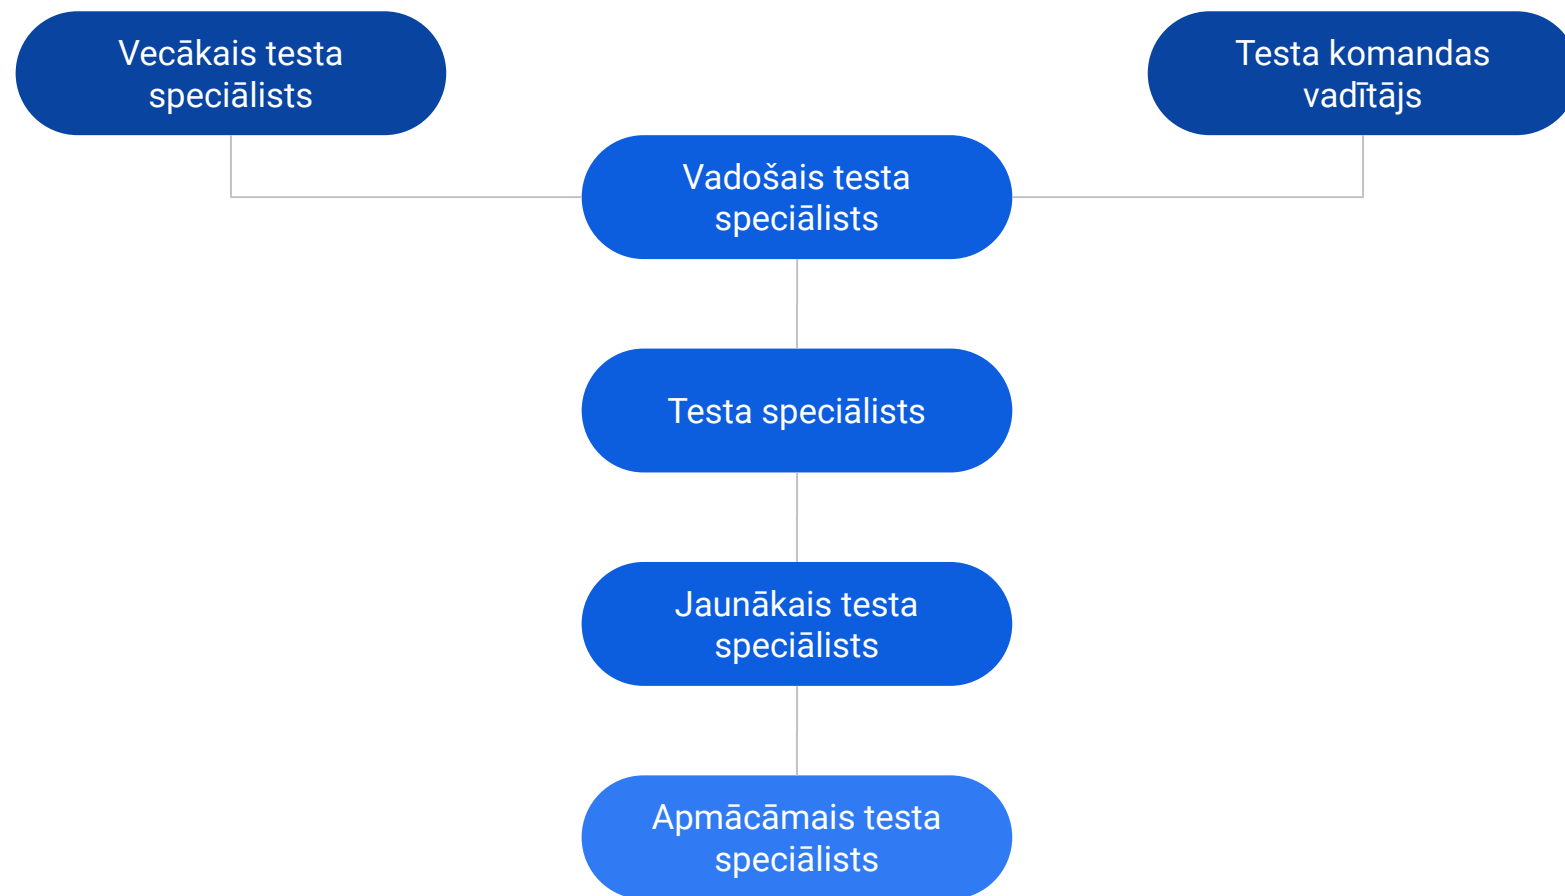 Vecākais testa
speciālists
Testa komandas
vadītājs
Vadošais testa
speciālists
Testa speciālists
Jaunākais testa
speciālists
Apmācāmais testa
speciālists